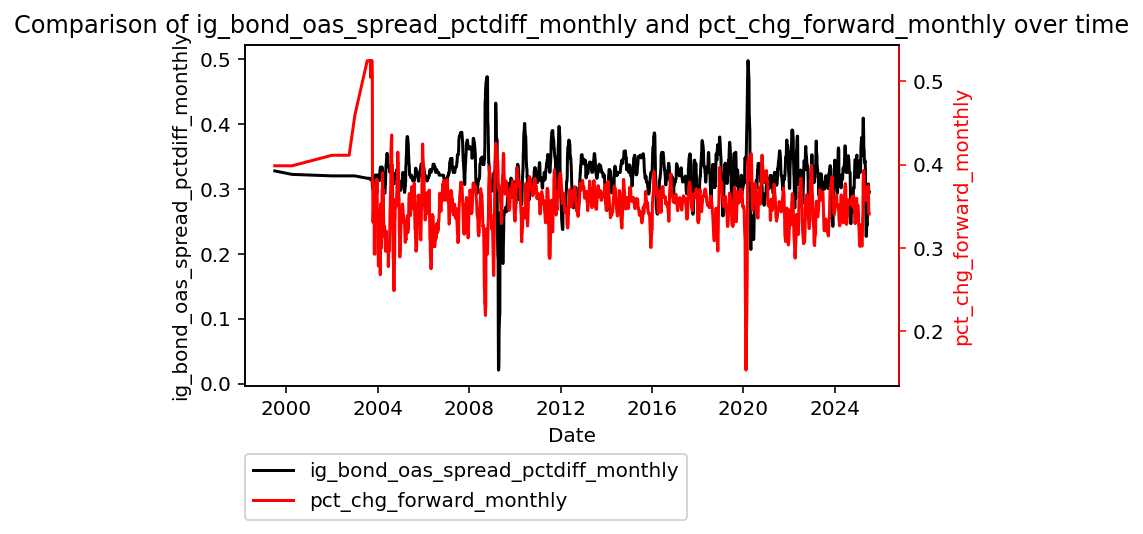 Comparison of ig_bond_oas_spread_pctdiff_monthly and pct_chg_forward_monthly over time
ig_bond_oas_spread_pctdiff_monthly
0.5
0.4
0.3
0.2
0.1
0.0
0.5
0.4
0.3
0.2
pct_chg_forward_monthly
2000 2004 2008 2012 2016 2020 2024
Date
ig_bond_oas_spread_pctdiff_monthly
pct_chg_forward_monthly